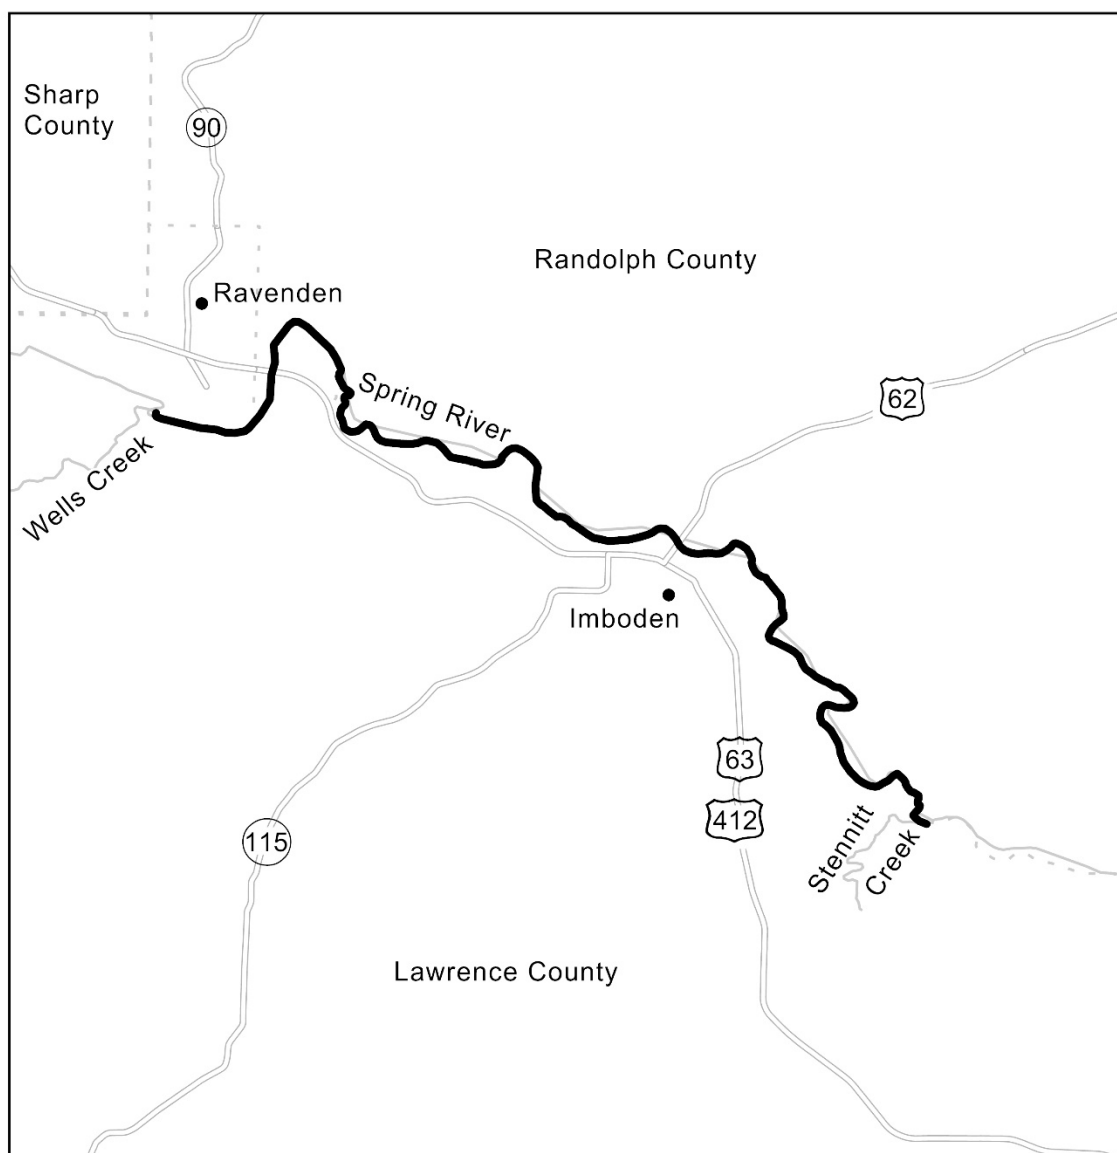 Sharp
County
90
Randolph County
Ravenden
Spring River
62
Wells Creek
Imboden
63
412
115
Stennitt
Creek
Lawrence County